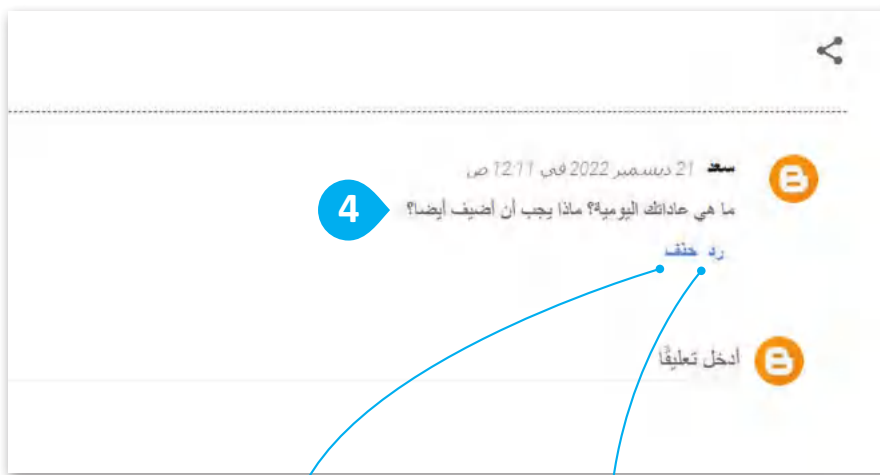 سعد 21 ديسمبر 2022 في 12:11 ص
ما هي عاداتك اليومية؟ ماذا يجب أن أضيف أيضا؟
4
رد حذف
أدخل تعليقًا